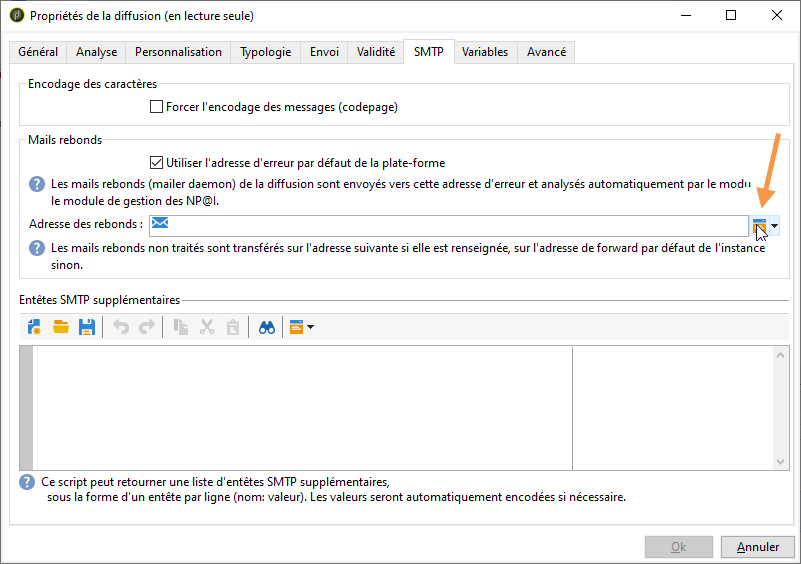 Propriétés de la diffusion (en lecture seule)
Général Analyse Personnalisation Typologie Envoi Validité SMTP Variables Avancé
Encodage des caractères
Forcer l'encodage des messages (codepage)
Mails rebonds
Utiliser l'adresse d'erreur par défaut de la plate-forme
Les mails rebonds (mailer daemon) de la diffusion sont envoyés vers cette adresse d'erreur et analysés automatiquement par le modu
le module de gestion des NP@I.
Adresse des rebonds :
Les mails rebonds non traités sont transférés sur l'adresse suivante si elle est renseignée, sur l'adresse de forward par défaut de l'instance
sinon.
Entêtes SMTP supplémentaires
Ce script peut retourner une liste d'entêtes SMTP supplémentaires,
sous la forme d'un entête par ligne (nom: valeur). Les valeurs seront automatiquement encodées si nécessaire.
Ok Annuler